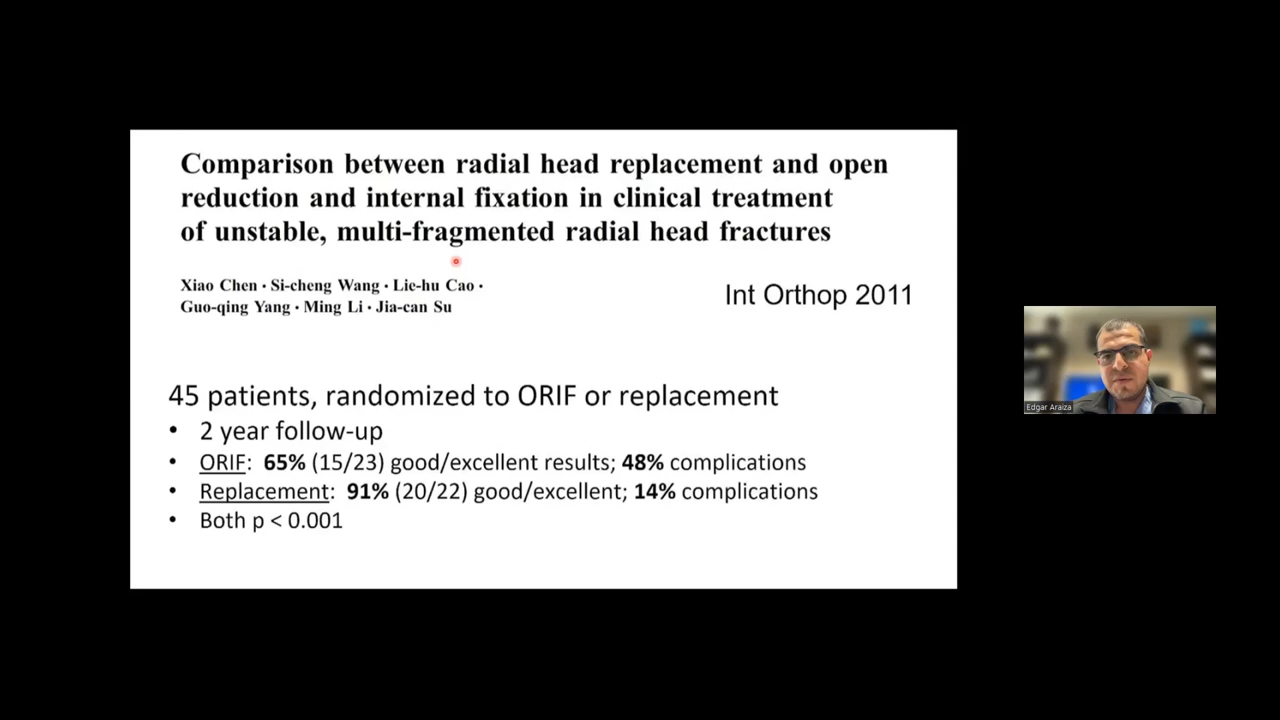 Comparison between radial head replacement and open
reduction and internal fixation in clinical treatment
of unstable, multi-fragmented radial head fractures
Xiao Chen · Si-cheng Wang · Lie-hu Cao ·
Guo-qing Yang · Ming Li · Jia-can Su
Int Orthop 2011
45 patients, randomized to ORIF or replacement
• 2 year follow-up
• ORIF: 65% (15/23) good/excellent results; 48% complications
• Replacement: 91% (20/22) good/excellent; 14% complications
• Both p < 0.001
Edgar Araiza